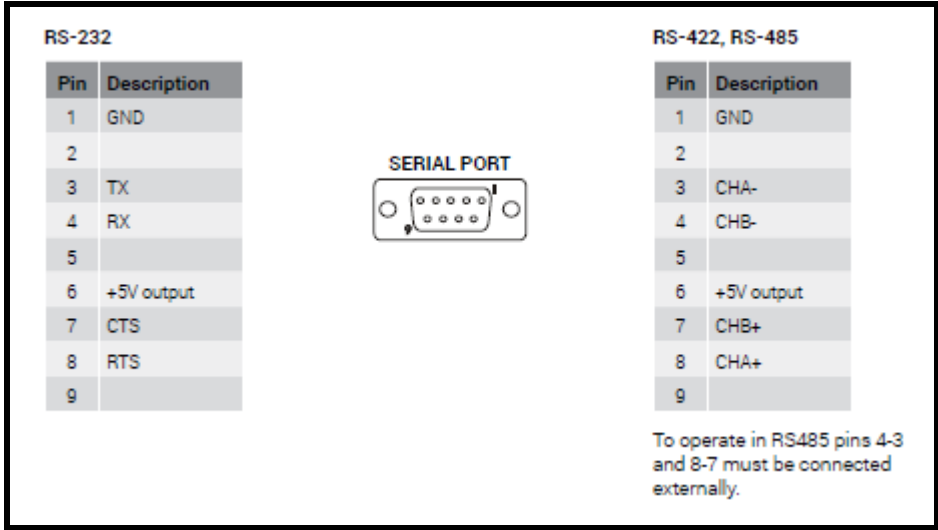 RS-232
Pin Description
1 GND
2
3 TX
4 RX
5
6 +5V output
7 CTS
8 RTS
9
SERIAL PORT
1
9
RS-422, RS-485
Pin Description
1 GND
2
3 CHA-
4 CHB-
5
6 +5V output
7 CHB+
8 CHA+
9
To operate in RS485 pins 4-3
and 8-7 must be connected
externally.